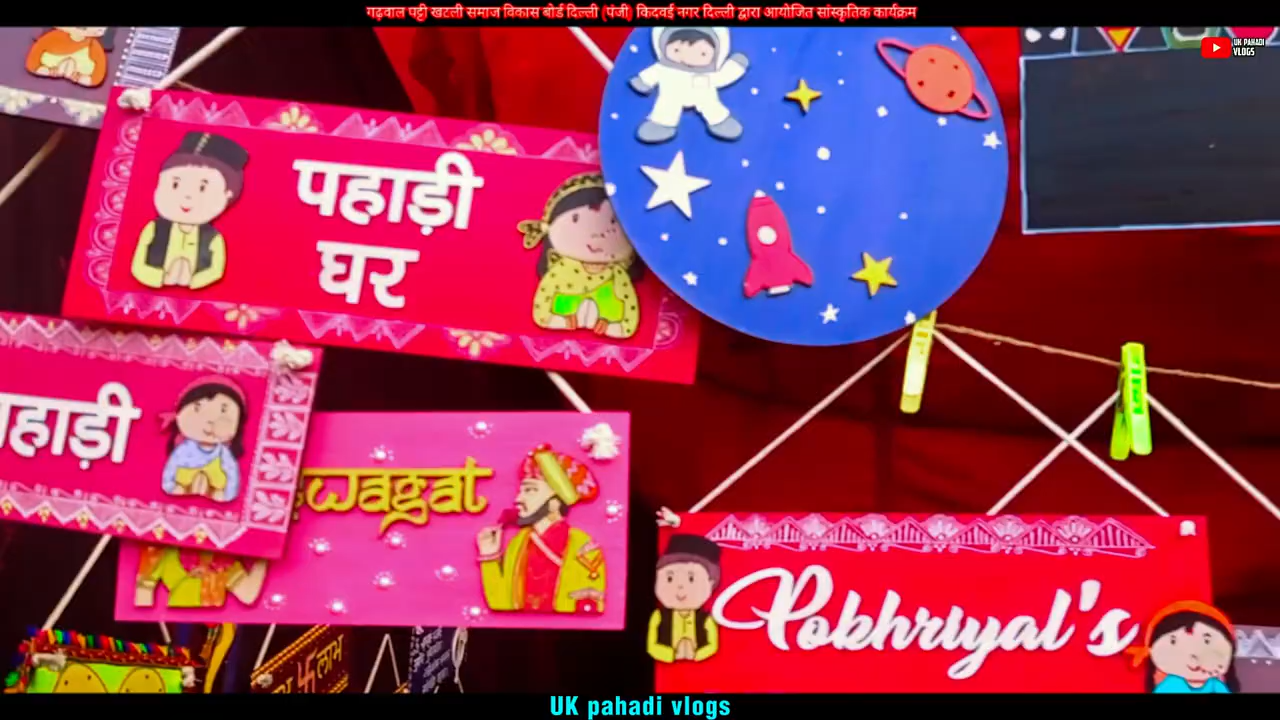 गढ़वाल पट्टी खटली समाज विकास बोर्ड दिल्ली (पंजी) किदवई नगर दिल्ली द्वारा आयोजित सांस्कृतिक कार्यक्रम
UK PAHADI
VLOGS
पहाड़ी
घर
हाड़ी
wagat
Pokhriyal's
लाभ
UK pahadi vlogs